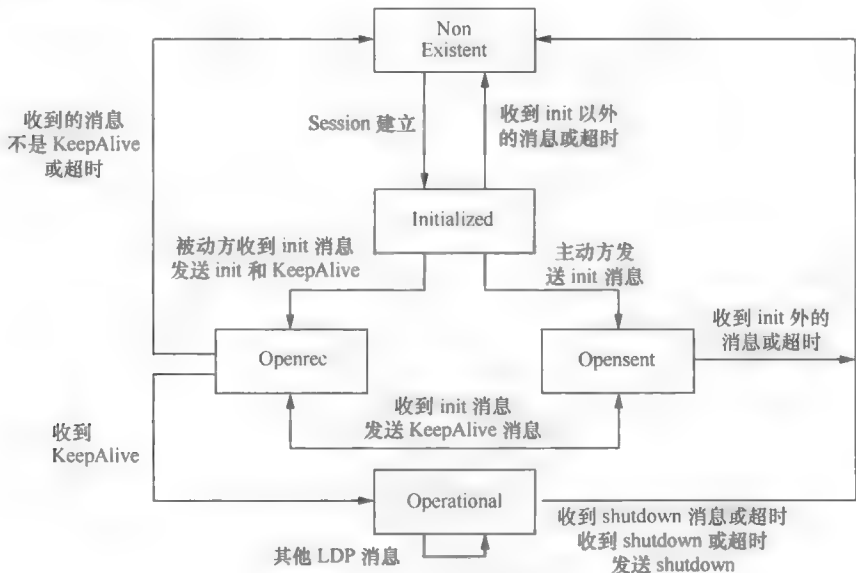 Non
Existent
收到的消息
不是 KeepAlive
或超时
Session 建立
收到 init 以外
的消息或超时
Initialized
被动方收到 init 消息
发送 init 和 KeepAlive
主动方发
送 init 消息
收到 init 外的
消息或超时
Openrec
Opensent
收到 init 消息
发送 KeepAlive 消息
收到
KeepAlive
Operational
其他 LDP 消息
收到 shutdown 消息或超时
收到 shutdown 或超时
发送 shutdown